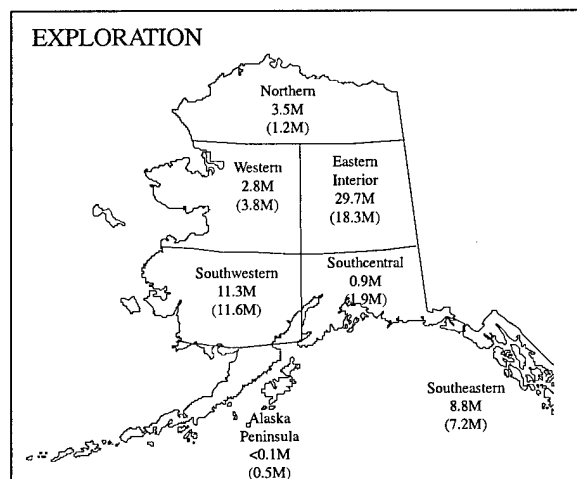 EXPLORATION
Northern
3.5M
(1.2M)
Western
2.8M
(3.8M)
Eastern
Interior
29.7M
(18.3M)
Southwestern
11.3M
(11.6M)
Southcentral
0.9M
(1.9M)
Southeastern
8.8M
(7.2M)
Alaska
Peninsula
<0.1M
(0.5M)